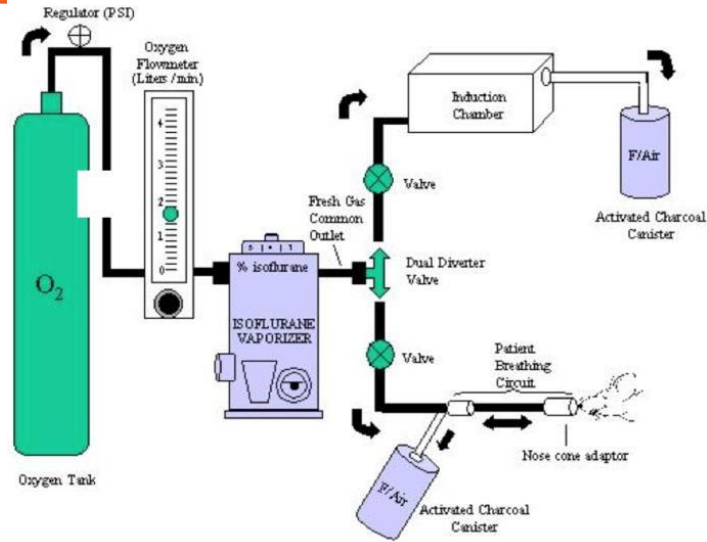 Regulator (PSI)
Oxygen
Flowmeter
(Liters /min)
4
3
2
1
0
O2
Oxygen Tank
Induction
Chamber
F/Air
Activated Charcoal
Canister
Valve
Fresh Gas
Common
Outlet
Dual Diverter
Valve
% isoflurane
ISOFLURANE
VAPORIZER
Valve
Patient
Breathing
Circuit
Nose cone adaptor
F/Air
Activated Charcoal
Canister